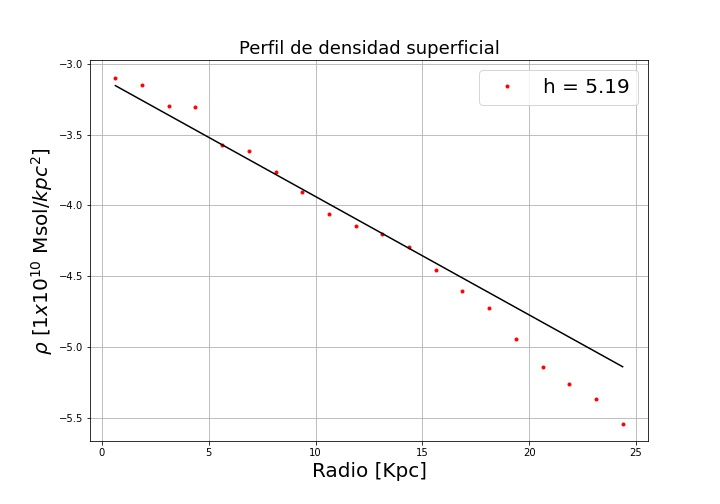 Perfil de densidad superficial
h = 5.19
ρ [1x10¹⁰ Msol/kpc²]
−3.0
−3.5
−4.0
−4.5
−5.0
−5.5
0 5 10 15 20 25
Radio [Kpc]